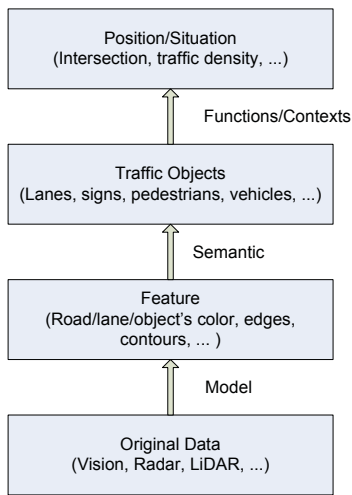 Position/Situation
(Intersection, traffic density, ...)
Functions/Contexts
Traffic Objects
(Lanes, signs, pedestrians, vehicles, ...)
Semantic
Feature
(Road/lane/object's color, edges,
contours, ... )
Model
Original Data
(Vision, Radar, LiDAR, ...)